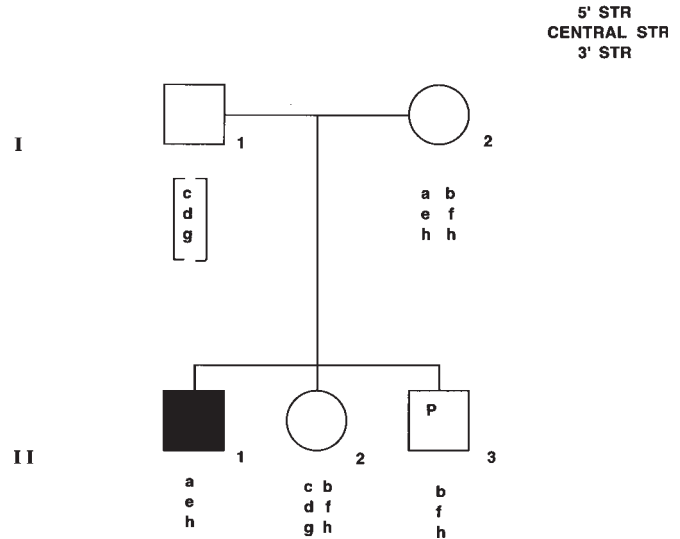 5' STR
CENTRAL STR
3' STR
I
1
2
c
d
g
a b
e f
h h
P
II
1
2
3
a
e
h
c b
d f
g h
b
f
h